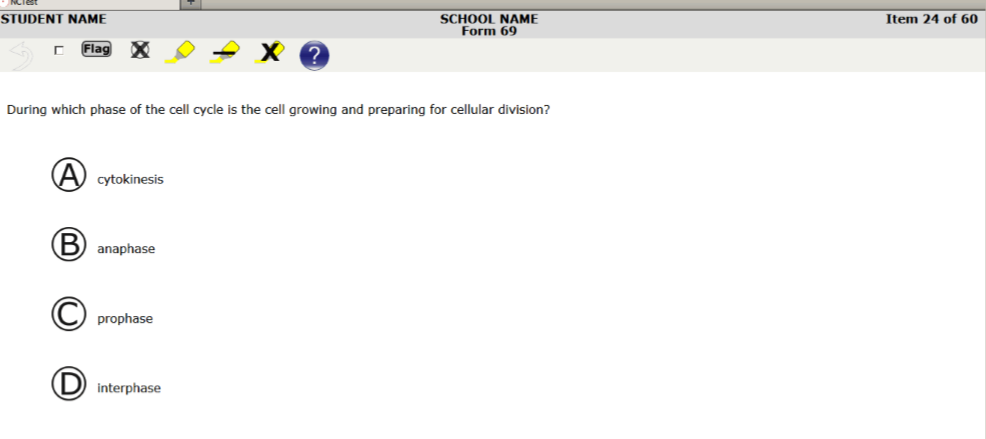 NCTest +
STUDENT NAME SCHOOL NAME Item 24 of 60
Form 69
Flag X X ?
During which phase of the cell cycle is the cell growing and preparing for cellular division?
A cytokinesis
B anaphase
C prophase
D interphase